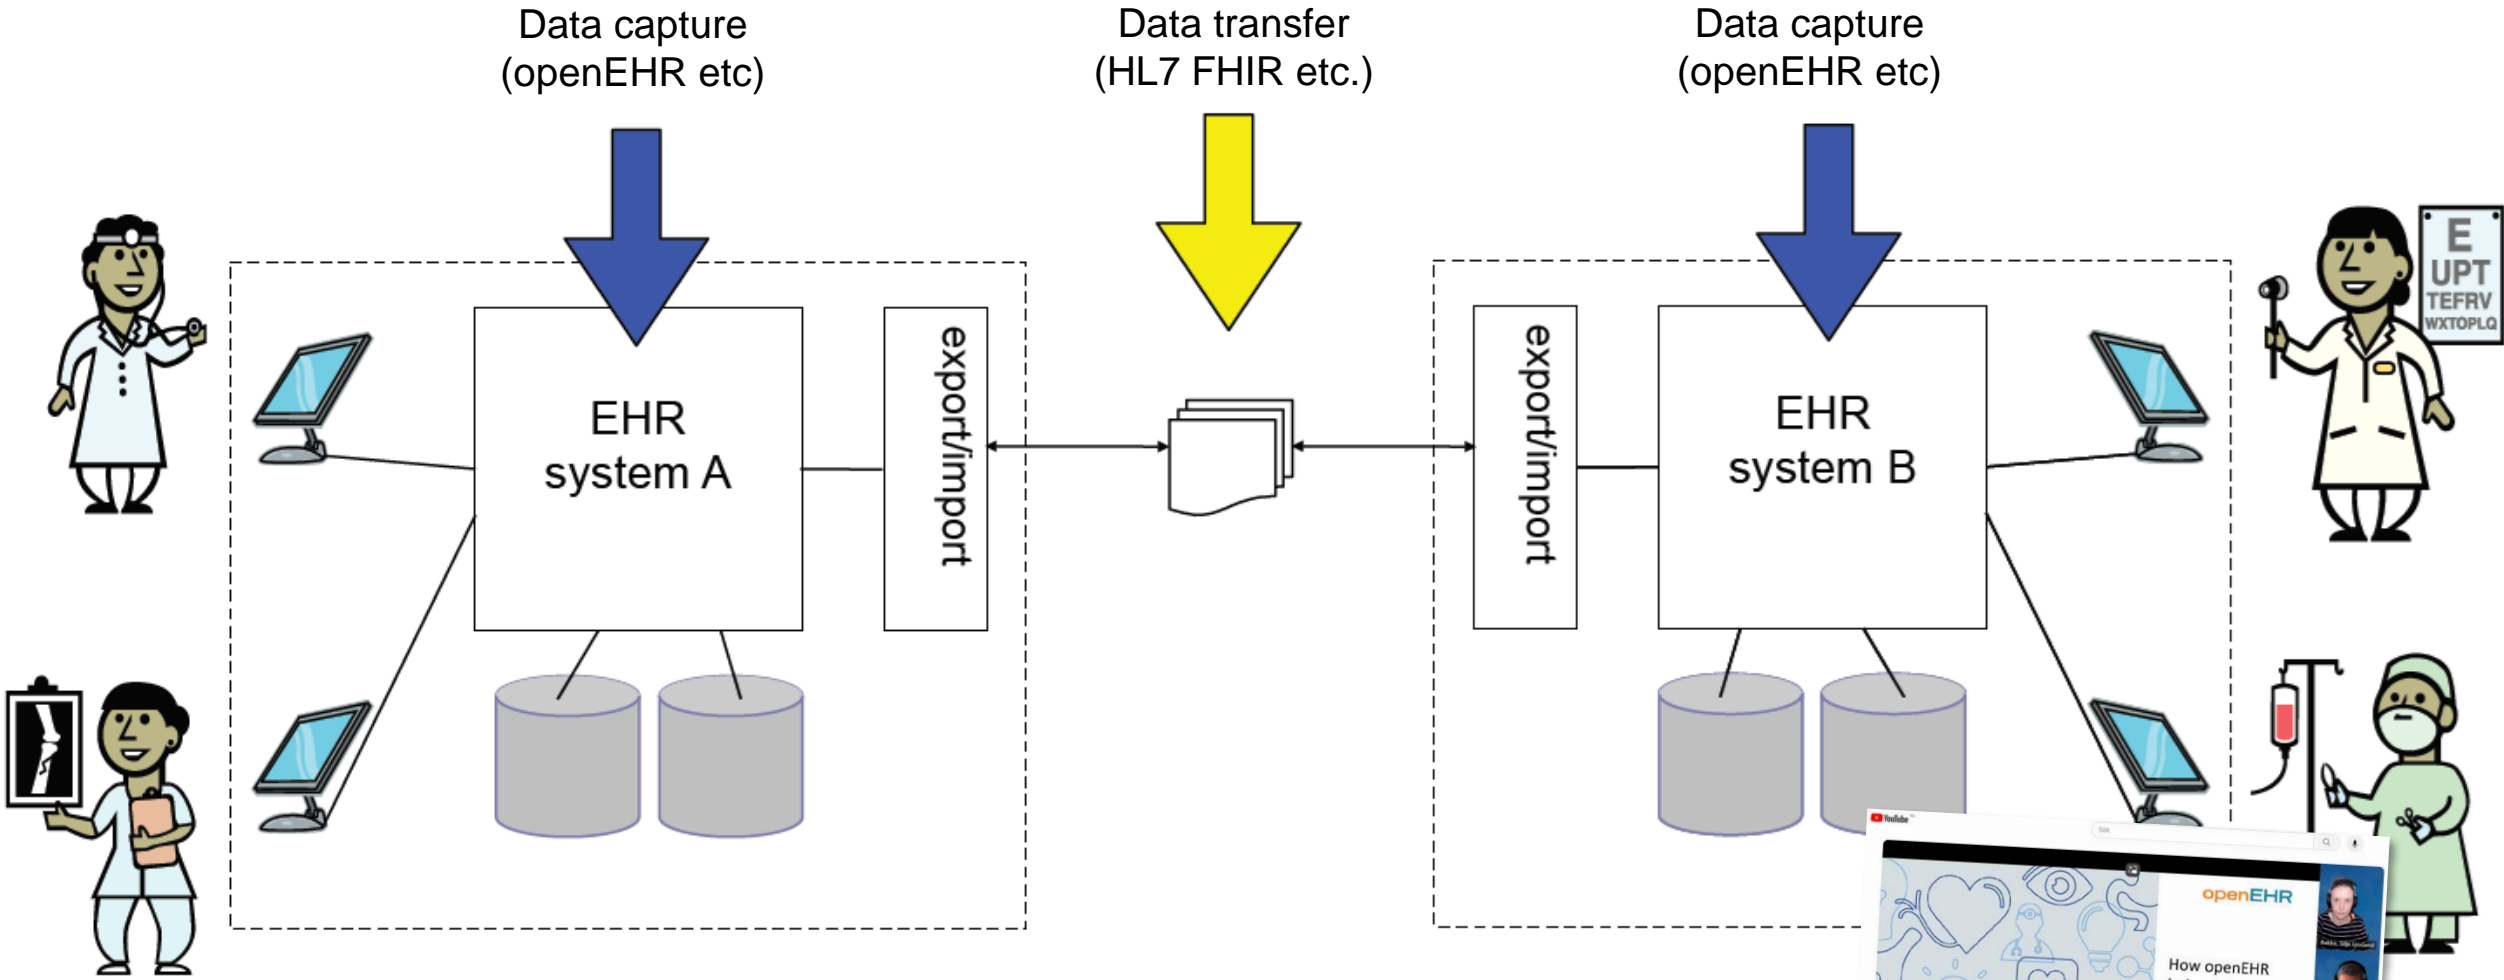 Data capture
(openEHR etc)
Data transfer
(HL7 FHIR etc.)
Data capture
(openEHR etc)
EHR
system A
export/import
export/import
EHR
system B
E
UPT
TEFRV
WXTOPLQ
YouTube
openEHR
How openEHR